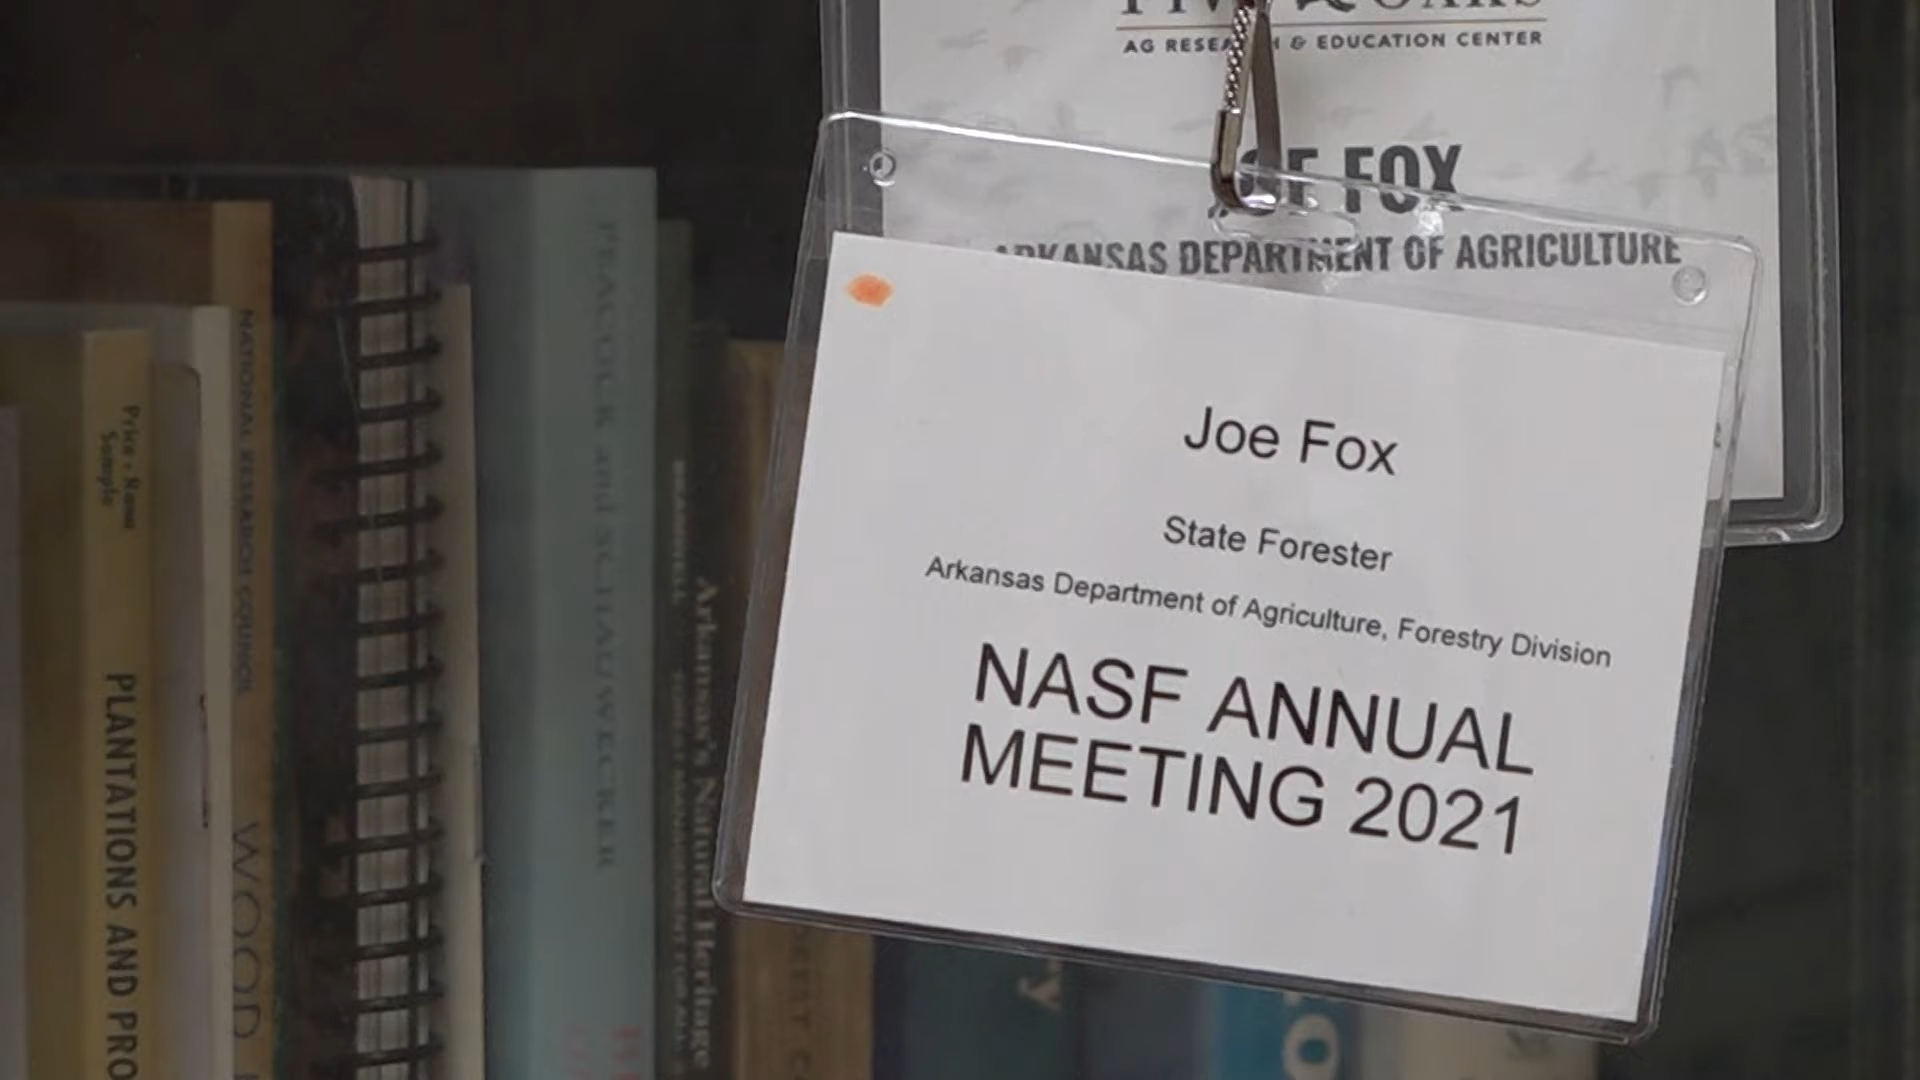 AG RESEA & EDUCATION CENTER
FOX
ARKANSAS DEPARTMENT OF AGRICULTURE
Joe Fox
State Forester
Arkansas Department of Agriculture, Forestry Division
NASF ANNUAL
MEETING 2021
Price · Name
Sample
PLANTATIONS AND PRO
NATIONAL RESEARCH COUNCIL
WOOD
PEACOCK and SCHAUWECKER
Arkansas's Natural Heritage